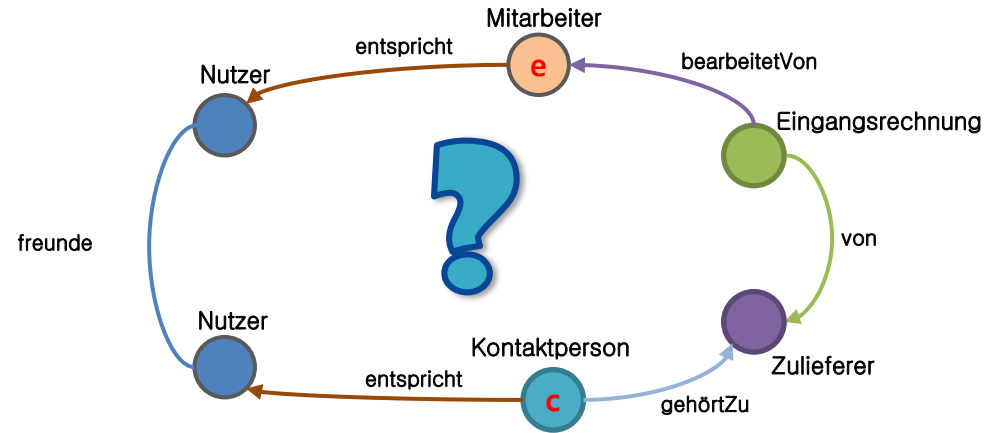 Mitarbeiter
entspricht
e
bearbeitetVon
Nutzer
Eingangsrechnung
?
freunde
von
Nutzer
Kontaktperson
Zulieferer
entspricht
c
gehörtZu